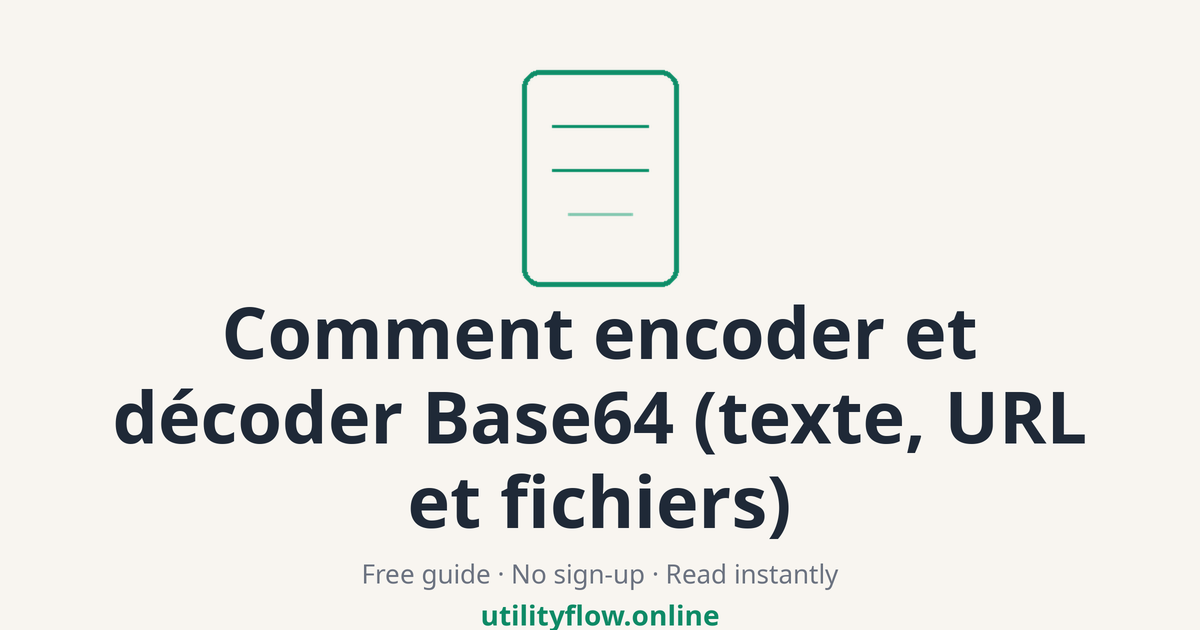 Comment encoder et
décoder Base64 (texte, URL
et fichiers)
Free guide · No sign-up · Read instantly
utilityflow.online